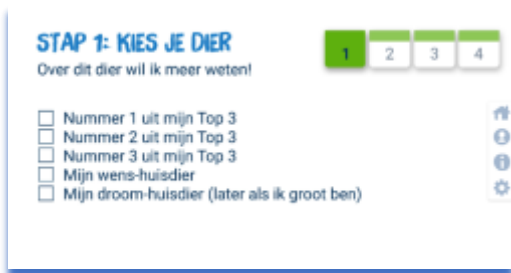 STAP 1: KIES JE DIER
Over dit dier wil ik meer weten!
1 2 3 4
Nummer 1 uit mijn Top 3
Nummer 2 uit mijn Top 3
Nummer 3 uit mijn Top 3
Mijn wens-huisdier
Mijn droom-huisdier (later als ik groot ben)